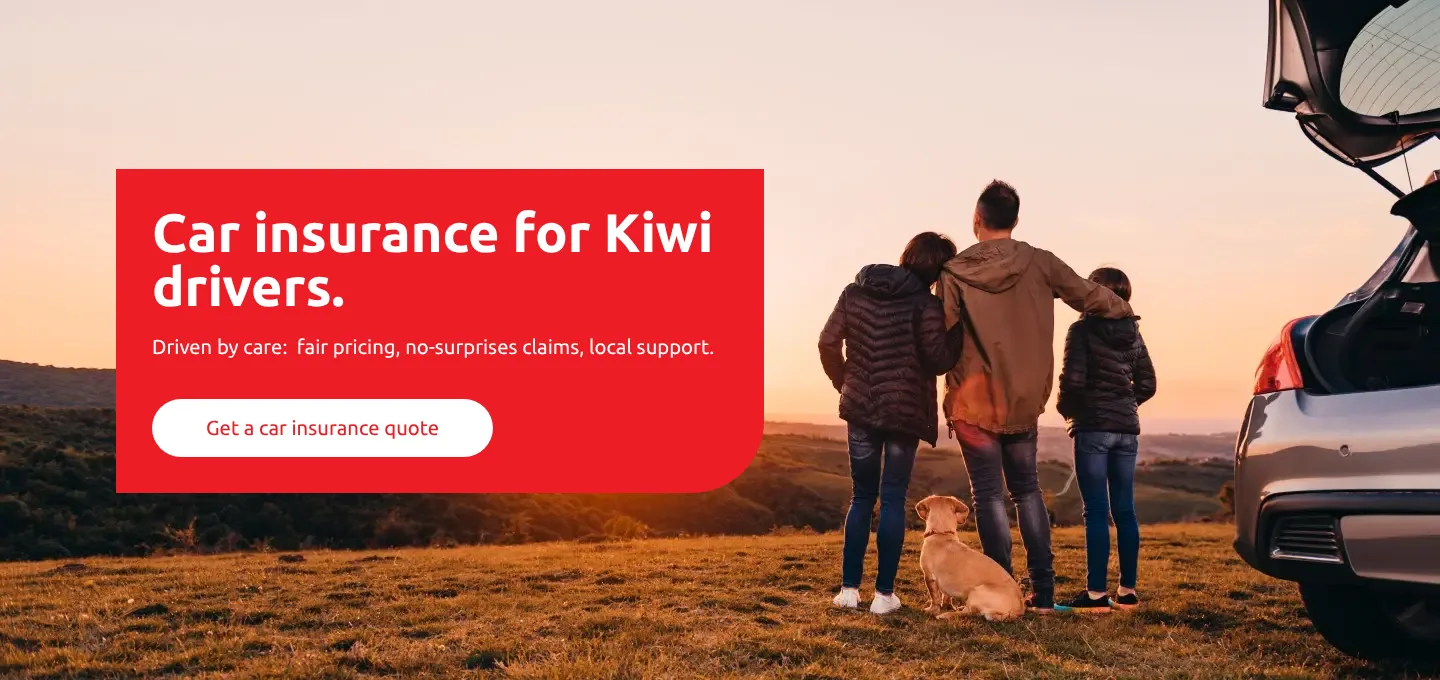 Car insurance for Kiwi
drivers.
Driven by care:  fair pricing, no-surprises claims, local support.
Get a car insurance quote